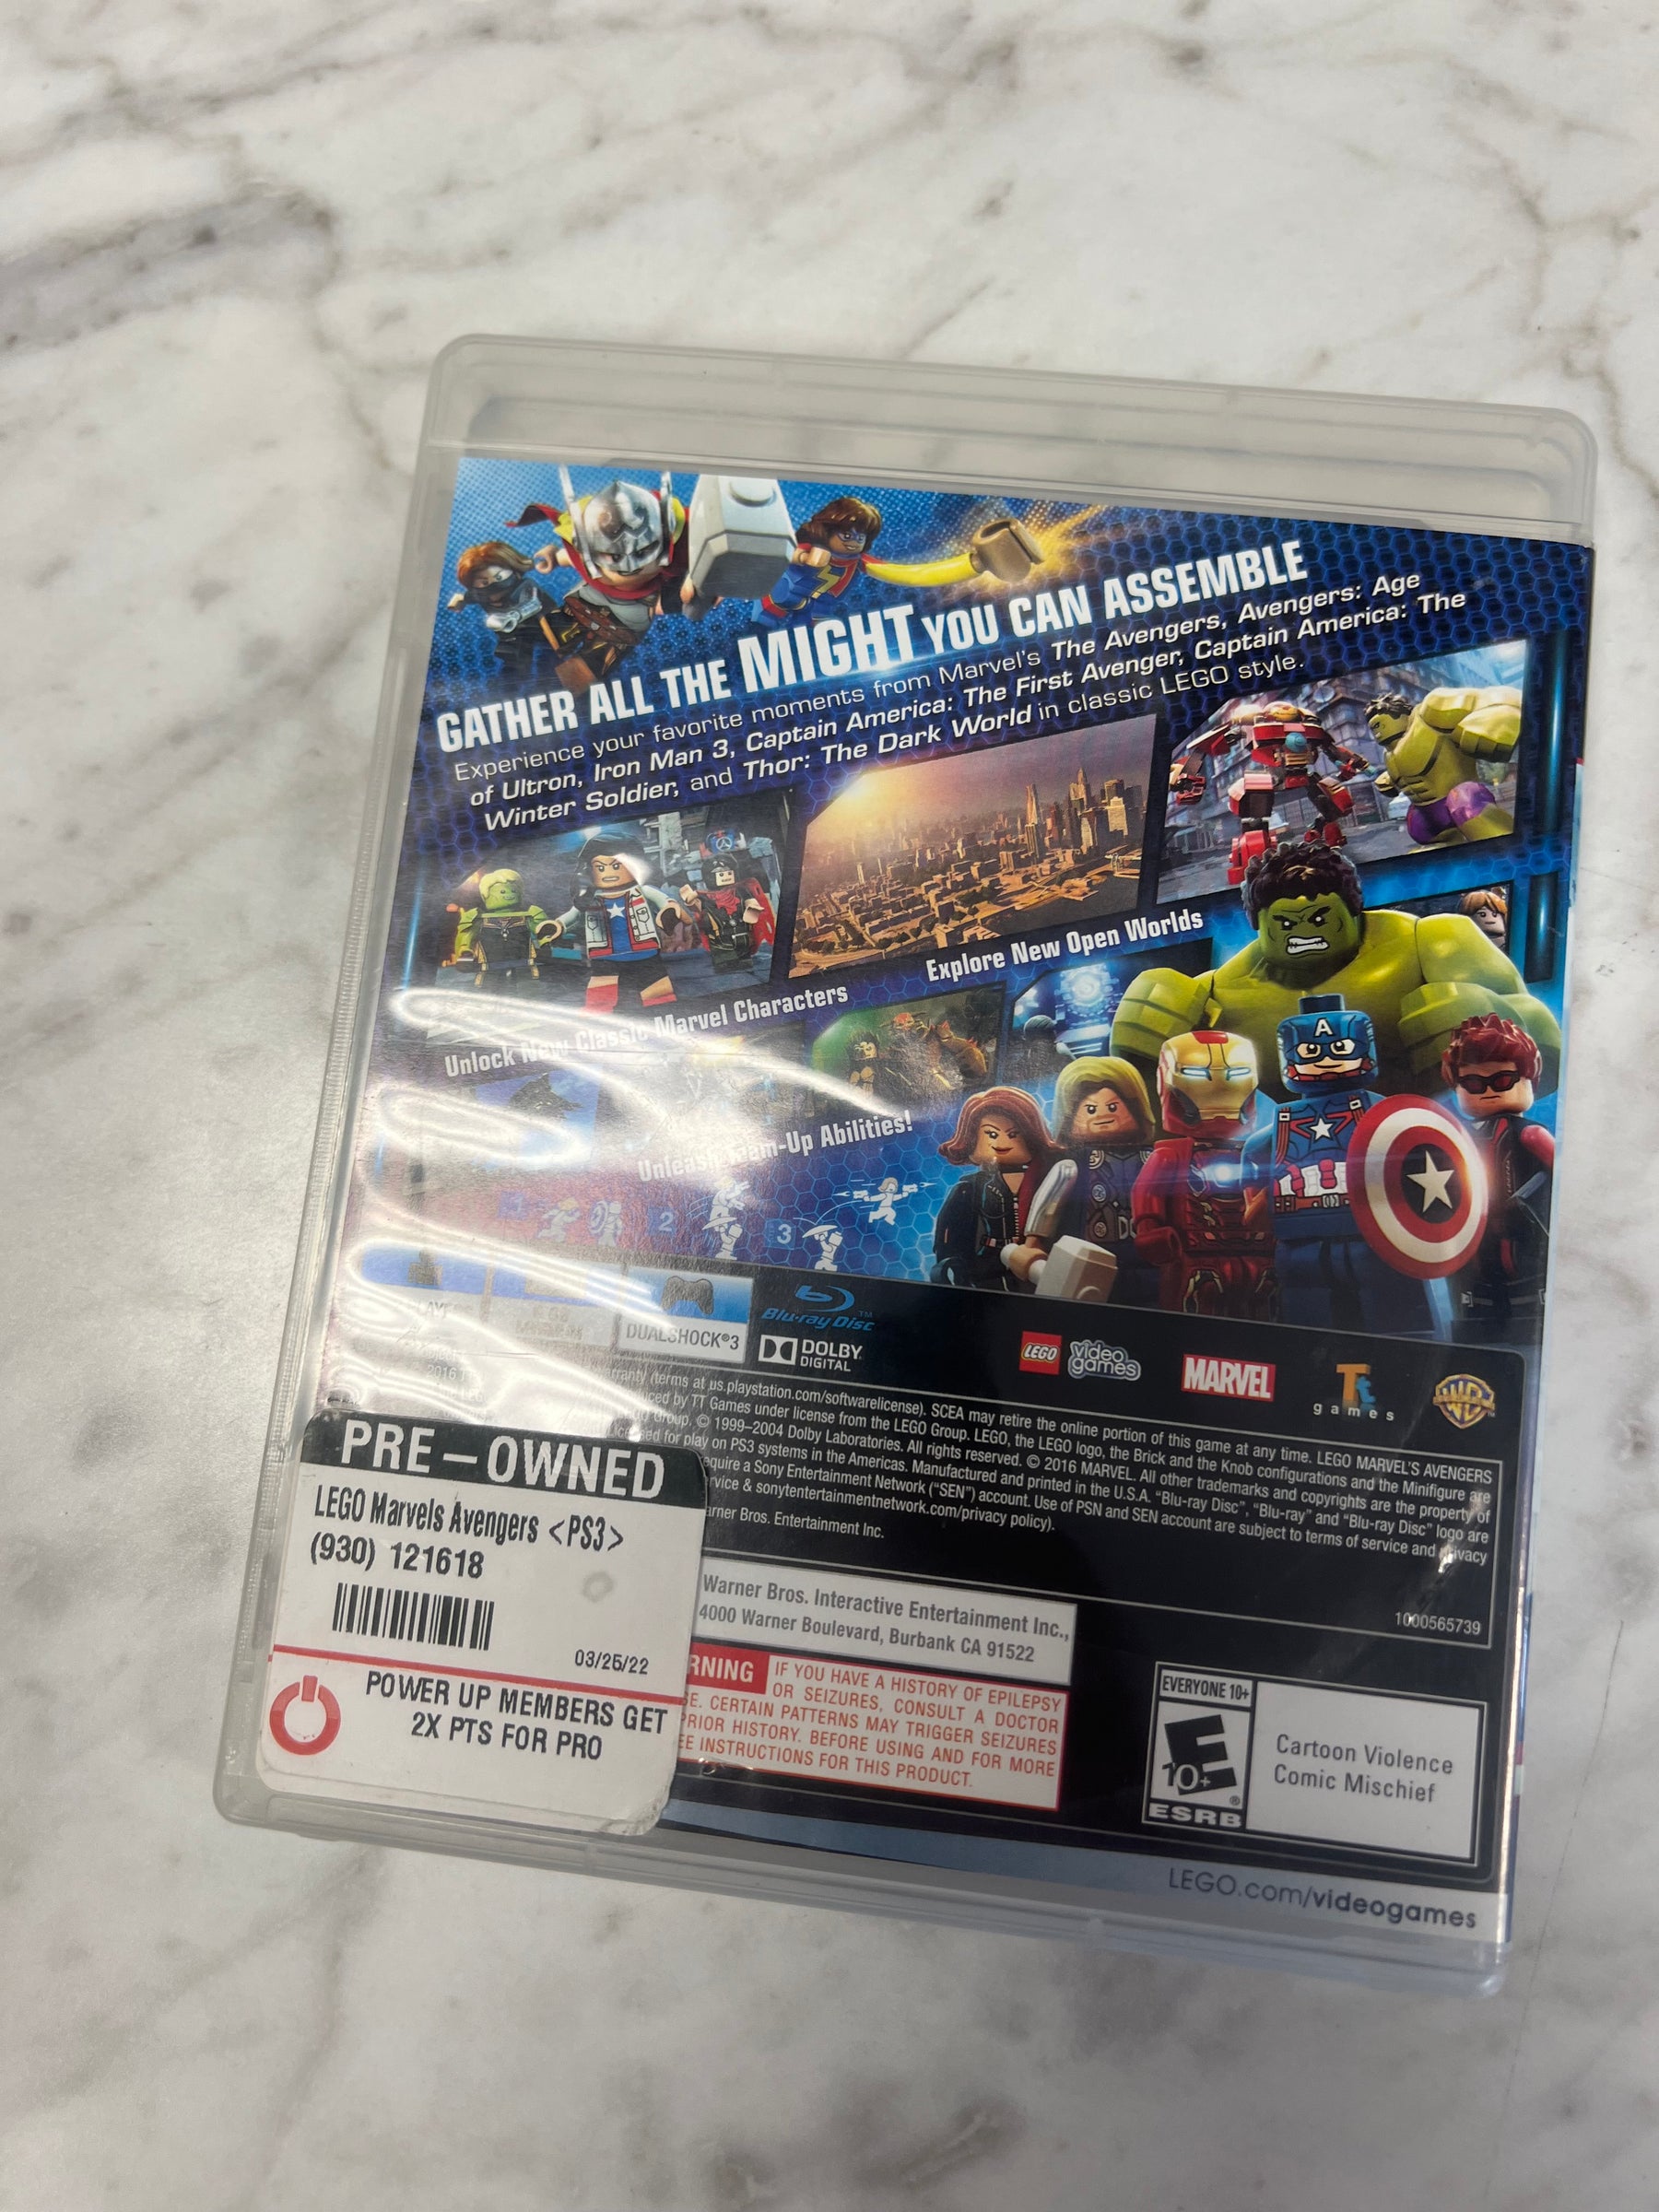 GATHER ALL THE MIGHT YOU CAN ASSEMBLE
Experience your favorite moments from Marvel's The Avengers, Avengers: Age
of Ultron, Iron Man 3, Captain America: The First Avenger, Captain America: The
Winter Soldier, and Thor: The Dark World in classic LEGO style.
Explore New Open Worlds
Unlock New Classic Marvel Characters
Unleash Team-Up Abilities!
1 2 3
DUALSHOCK®3
Blu-ray Disc™
DOLBY
DIGITAL
LEGO
video
games
MARVEL
Tt
games
WB
(terms at us.playstation.com/softwarelicense). SCEA may retire the online portion of this game at any time. LEGO MARVEL'S AVENGERS
by TT Games under license from the LEGO Group. LEGO, the LEGO logo, the Brick and the Knob configurations and the Minifigure are
Group. © 1999–2004 Dolby Laboratories. All rights reserved. © 2016 MARVEL. All other trademarks and copyrights are the property of
for play on PS3 systems in the Americas. Manufactured and printed in the U.S.A. “Blu-ray Disc”, “Blu-ray” and “Blu-ray Disc” logo are
require a Sony Entertainment Network (“SEN”) account. Use of PSN and SEN account are subject to terms of service and privacy
& sonyentertainmentnetwork.com/privacy policy).
Bros. Entertainment Inc.
1000565739
PRE-OWNED
LEGO Marvels Avengers <PS3>
(930) 121618
03/25/22
POWER UP MEMBERS GET
2X PTS FOR PRO
Warner Bros. Interactive Entertainment Inc.,
4000 Warner Boulevard, Burbank CA 91522
IF YOU HAVE A HISTORY OF EPILEPSY
OR SEIZURES, CONSULT A DOCTOR
CERTAIN PATTERNS MAY TRIGGER SEIZURES
HISTORY. BEFORE USING AND FOR MORE
INSTRUCTIONS FOR THIS PRODUCT.
EVERYONE 10+
E
10+
®
ESRB
Cartoon Violence
Comic Mischief
LEGO.com/videogames